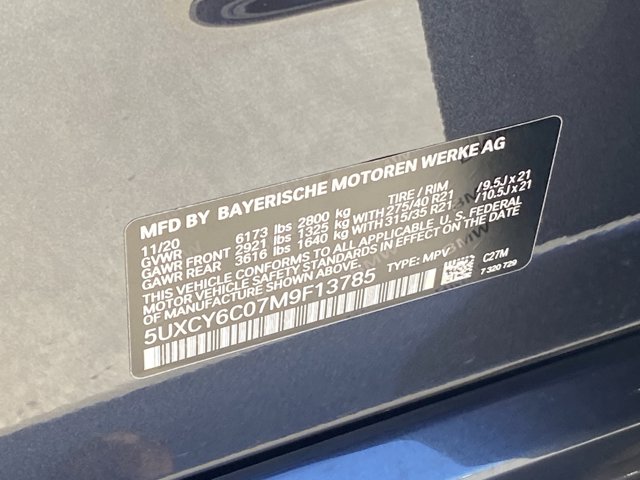 MFD BY BAYERISCHE MOTOREN WERKE AG
11/20 TIRE / RIM
GVWR 6173 lbs 2800 kg
GAWR FRONT 2921 lbs 1325 kg WITH 275/40 R21 / 9.5J x 21
GAWR REAR 3616 lbs 1640 kg WITH 315/35 R21 / 10.5J x 21
THIS VEHICLE CONFORMS TO ALL APPLICABLE U. S. FEDERAL
MOTOR VEHICLE SAFETY STANDARDS IN EFFECT ON THE DATE
OF MANUFACTURE SHOWN ABOVE.
5UXCY6C07M9F13785 TYPE: MPV C27M
7 320 729